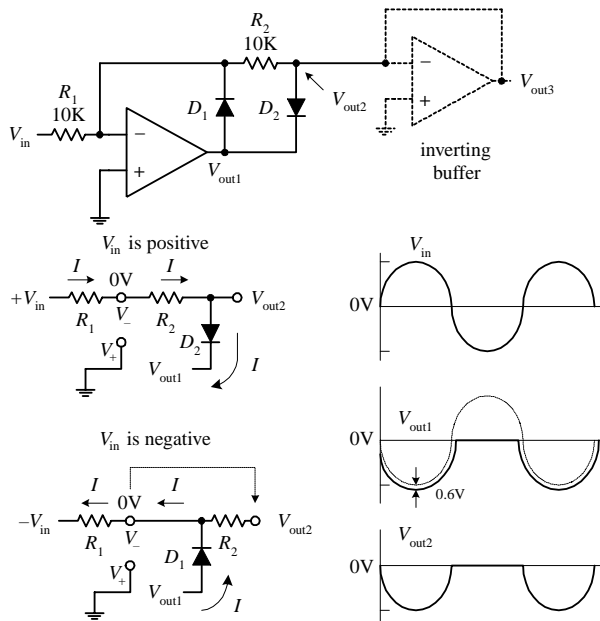 R2
10K
R1
10K
D1
D2
Vout2
Vout3
Vin
−
+
−
+
Vout1
inverting
buffer
Vin is positive
I
0V
I
+Vin
R1
V−
R2
Vout2
D2
V+
Vout1
I
Vin is negative
I
0V
I
−Vin
R1
V−
R2
Vout2
D1
V+
Vout1
I
Vin
0V
Vout1
0V
0.6V
Vout2
0V